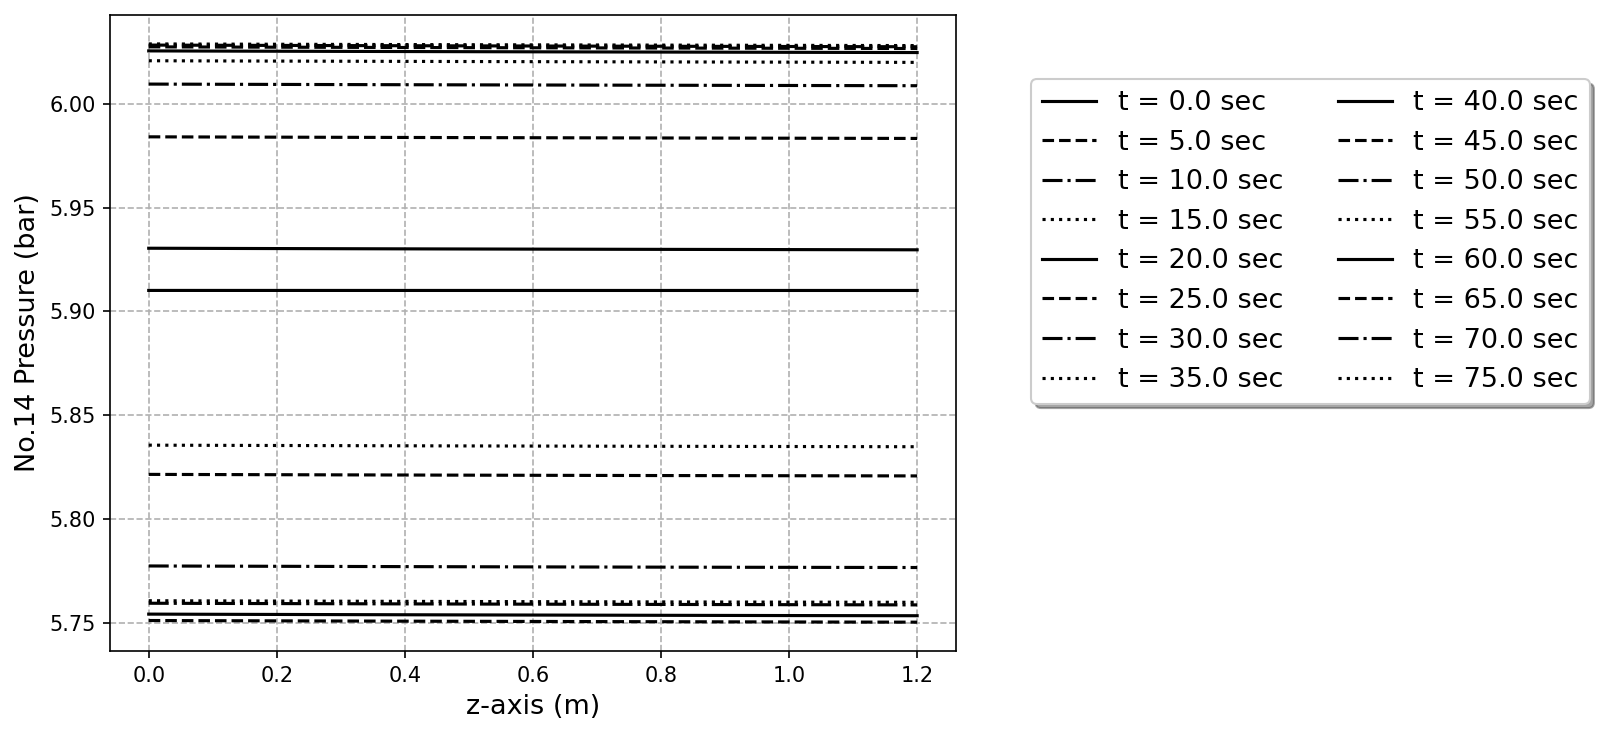 No.14 Pressure (bar)
6.00
5.95
5.90
5.85
5.80
5.75
0.0 0.2 0.4 0.6 0.8 1.0 1.2
z-axis (m)
t = 0.0 sec
t = 5.0 sec
t = 10.0 sec
t = 15.0 sec
t = 20.0 sec
t = 25.0 sec
t = 30.0 sec
t = 35.0 sec
t = 40.0 sec
t = 45.0 sec
t = 50.0 sec
t = 55.0 sec
t = 60.0 sec
t = 65.0 sec
t = 70.0 sec
t = 75.0 sec